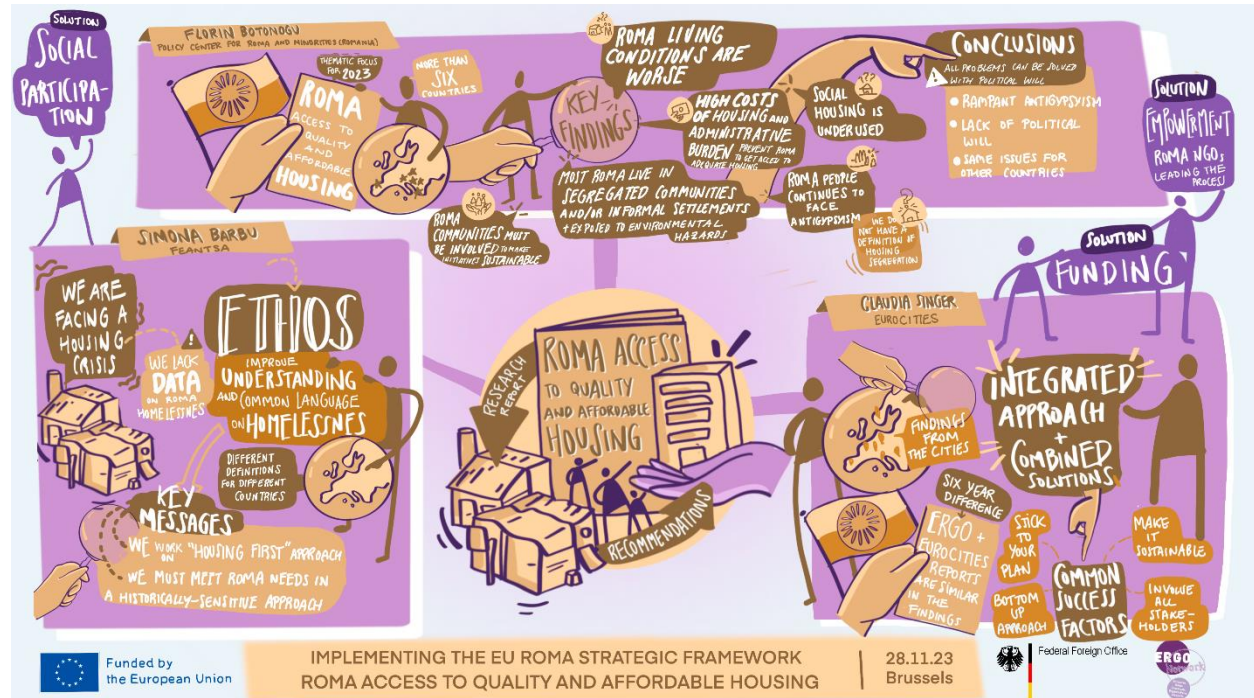 SOLUTION
SOCIAL
PARTICIPA-
TION
FLORIN BOTONOGU
POLICY CENTER FOR ROMA AND MINORITIES (ROMANIA)
THEMATIC FOCUS
FOR 2023
ROMA
ACCESS TO
QUALITY
AND
AFFORDABLE
HOUSING
MORE THAN
SIX
COUNTRIES
KEY
FINDINGS
ROMA LIVING
CONDITIONS ARE
WORSE
HIGH COSTS
OF HOUSING AND
ADMINISTRATIVE
BURDEN PREVENT ROMA
TO GET ACCES TO
ADEQUATE HOUSING
SOCIAL
HOUSING IS
UNDERUSED
MOST ROMA LIVE IN
SEGREGATED COMMUNITIES
AND/OR INFORMAL SETTLEMENTS
+ EXPOSED TO ENVIRONMENTAL
HAZARDS
ROMA PEOPLE
CONTINUES TO
FACE
ANTIGYPSYISM
WE DO
NOT HAVE A
DEFINITION OF
HOUSING
SEGREGATION
ROMA
COMMUNITIES MUST
BE INVOLVED TO MAKE
INITIATIVES SUSTAINABLE
CONCLUSIONS
ALL PROBLEMS CAN BE SOLVED
WITH POLITICAL WILL
• RAMPANT ANTIGYPSYISM
• LACK OF POLITICAL
WILL
• SAME ISSUES FOR
OTHER COUNTRIES
SOLUTION
EMPOWERMENT
ROMA NGOs
LEADING THE
PROCESS
SOLUTION
FUNDING
SIMONA BARBU
FEANTSA
WE ARE
FACING A
HOUSING
CRISIS
WE LACK
DATA
ON ROMA
HOMELESTNES
ETHOS
IMPROVE
UNDERSTANDING
AND COMMON LANGUAGE
ON HOMELESSNES
DIFFERENT
DEFINITIONS
FOR DIFFERENT
COUNTRIES
KEY
MESSAGES
WE WORK "HOUSING FIRST" APPROACH
ON
WE MUST MEET ROMA NEEDS IN
A HISTORICALLY-SENSITIVE APPROACH
RESEARCH
REPORT
ROMA ACCESS
TO QUALITY
AND AFFORDABLE
HOUSING
RECOMMENDATIONS
CLAUDIA SINGER
EUROCITIES
FINDINGS
FROM
THE CITIES
INTEGRATED
APPROACH
+
COMBINED
SOLUTIONS
SIX YEAR
DIFFERENCE
ERGO +
EUROCITIES
REPORTS
ARE SIMILAR
IN THE
FINDINGS
STICK
TO
YOUR
PLAN
MAKE
IT
SUSTAINABLE
BOTTOM
UP
APPROACH
COMMON
SUCCESS
FACTORS
INVOLVE
ALL
STAKE-
HOLDERS
Funded by
the European Union
IMPLEMENTING THE EU ROMA STRATEGIC FRAMEWORK
ROMA ACCESS TO QUALITY AND AFFORDABLE HOUSING
28.11.23
Brussels
Federal Foreign Office
ERGO
Network